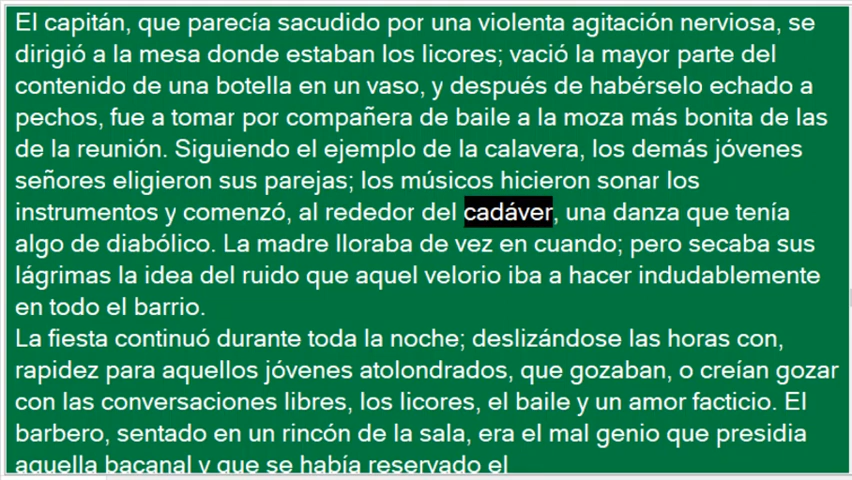 El capitán, que parecía sacudido por una violenta agitación nerviosa, se
dirigió a la mesa donde estaban los licores; vació la mayor parte del
contenido de una botella en un vaso, y después de habérselo echado a
pechos, fue a tomar por compañera de baile a la moza más bonita de las
de la reunión. Siguiendo el ejemplo de la calavera, los demás jóvenes
señores eligieron sus parejas; los músicos hicieron sonar los
instrumentos y comenzó, al rededor del cadáver, una danza que tenía
algo de diabólico. La madre lloraba de vez en cuando; pero secaba sus
lágrimas la idea del ruido que aquel velorio iba a hacer indudablemente
en todo el barrio.
La fiesta continuó durante toda la noche; deslizándose las horas con,
rapidez para aquellos jóvenes atolondrados, que gozaban, o creían gozar
con las conversaciones libres, los licores, el baile y un amor facticio. El
barbero, sentado en un rincón de la sala, era el mal genio que presidia
aquella bacanal y que se había reservado el